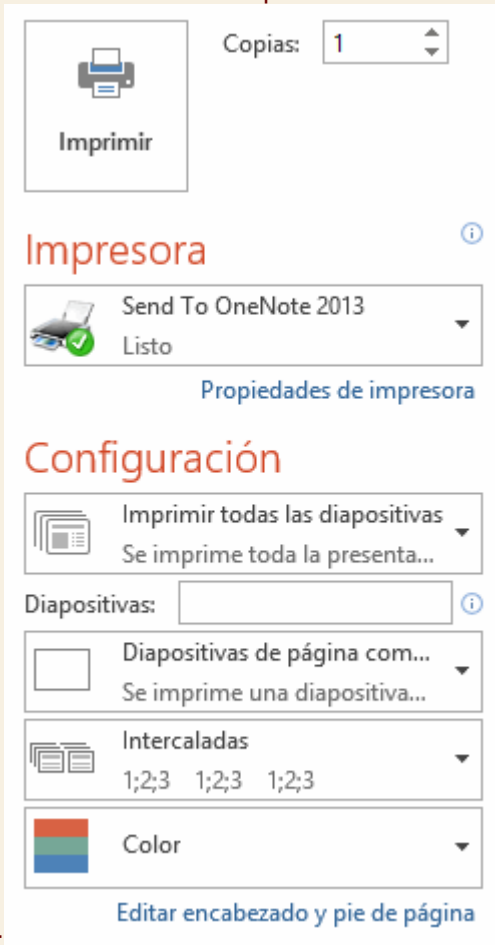 Copias: 1
Imprimir
Impresora
Send To OneNote 2013
Listo
Propiedades de impresora
Configuración
Imprimir todas las diapositivas
Se imprime toda la presenta...
Diapositivas:
Diapositivas de página com...
Se imprime una diapositiva...
Intercaladas
1;2;3 1;2;3 1;2;3
Color
Editar encabezado y pie de página